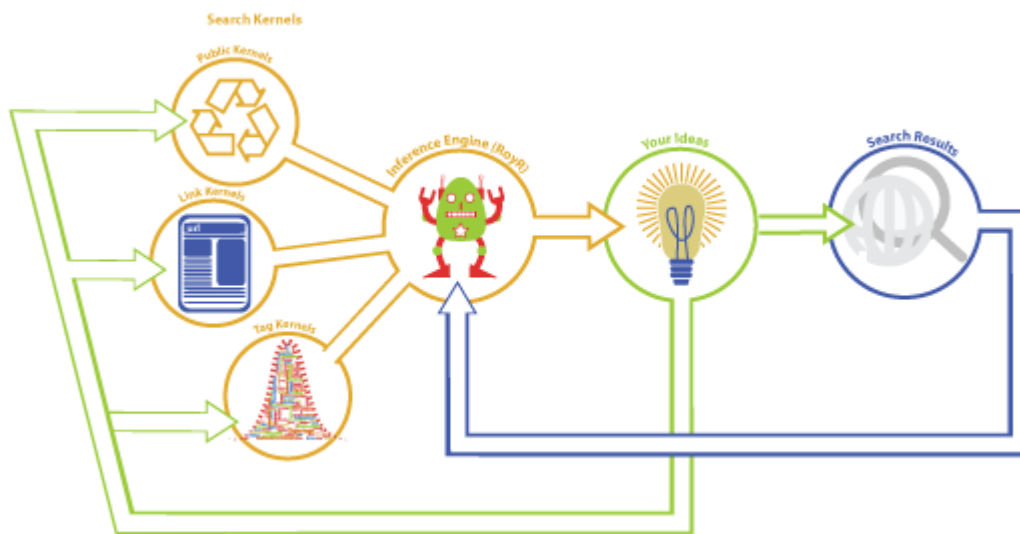 Search Kernels
Public Kernels
Link Kernels
url
Tag Kernels
Inference Engine (RoyR)
Your Ideas
Search Results